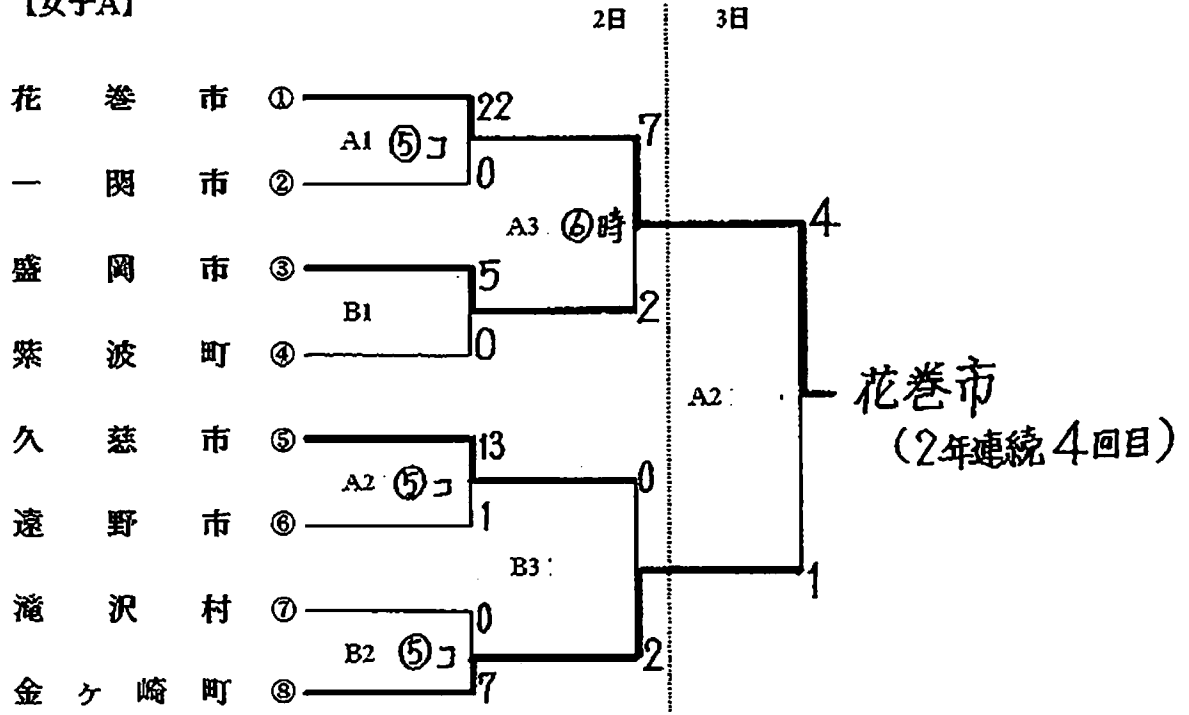 【女子A】
2日 3日
花巻市 ①
22
A1 ⑤コ
7
一関市 ②
0
A3 ⑥時
4
盛岡市 ③
5
B1
2
紫波町 ④
0
A2
花巻市
(2年連続4回目)
久慈市 ⑤
13
A2 ⑤コ
0
遠野市 ⑥
1
B3
1
滝沢村 ⑦
0
B2 ⑤コ
2
金ヶ崎町 ⑧
7